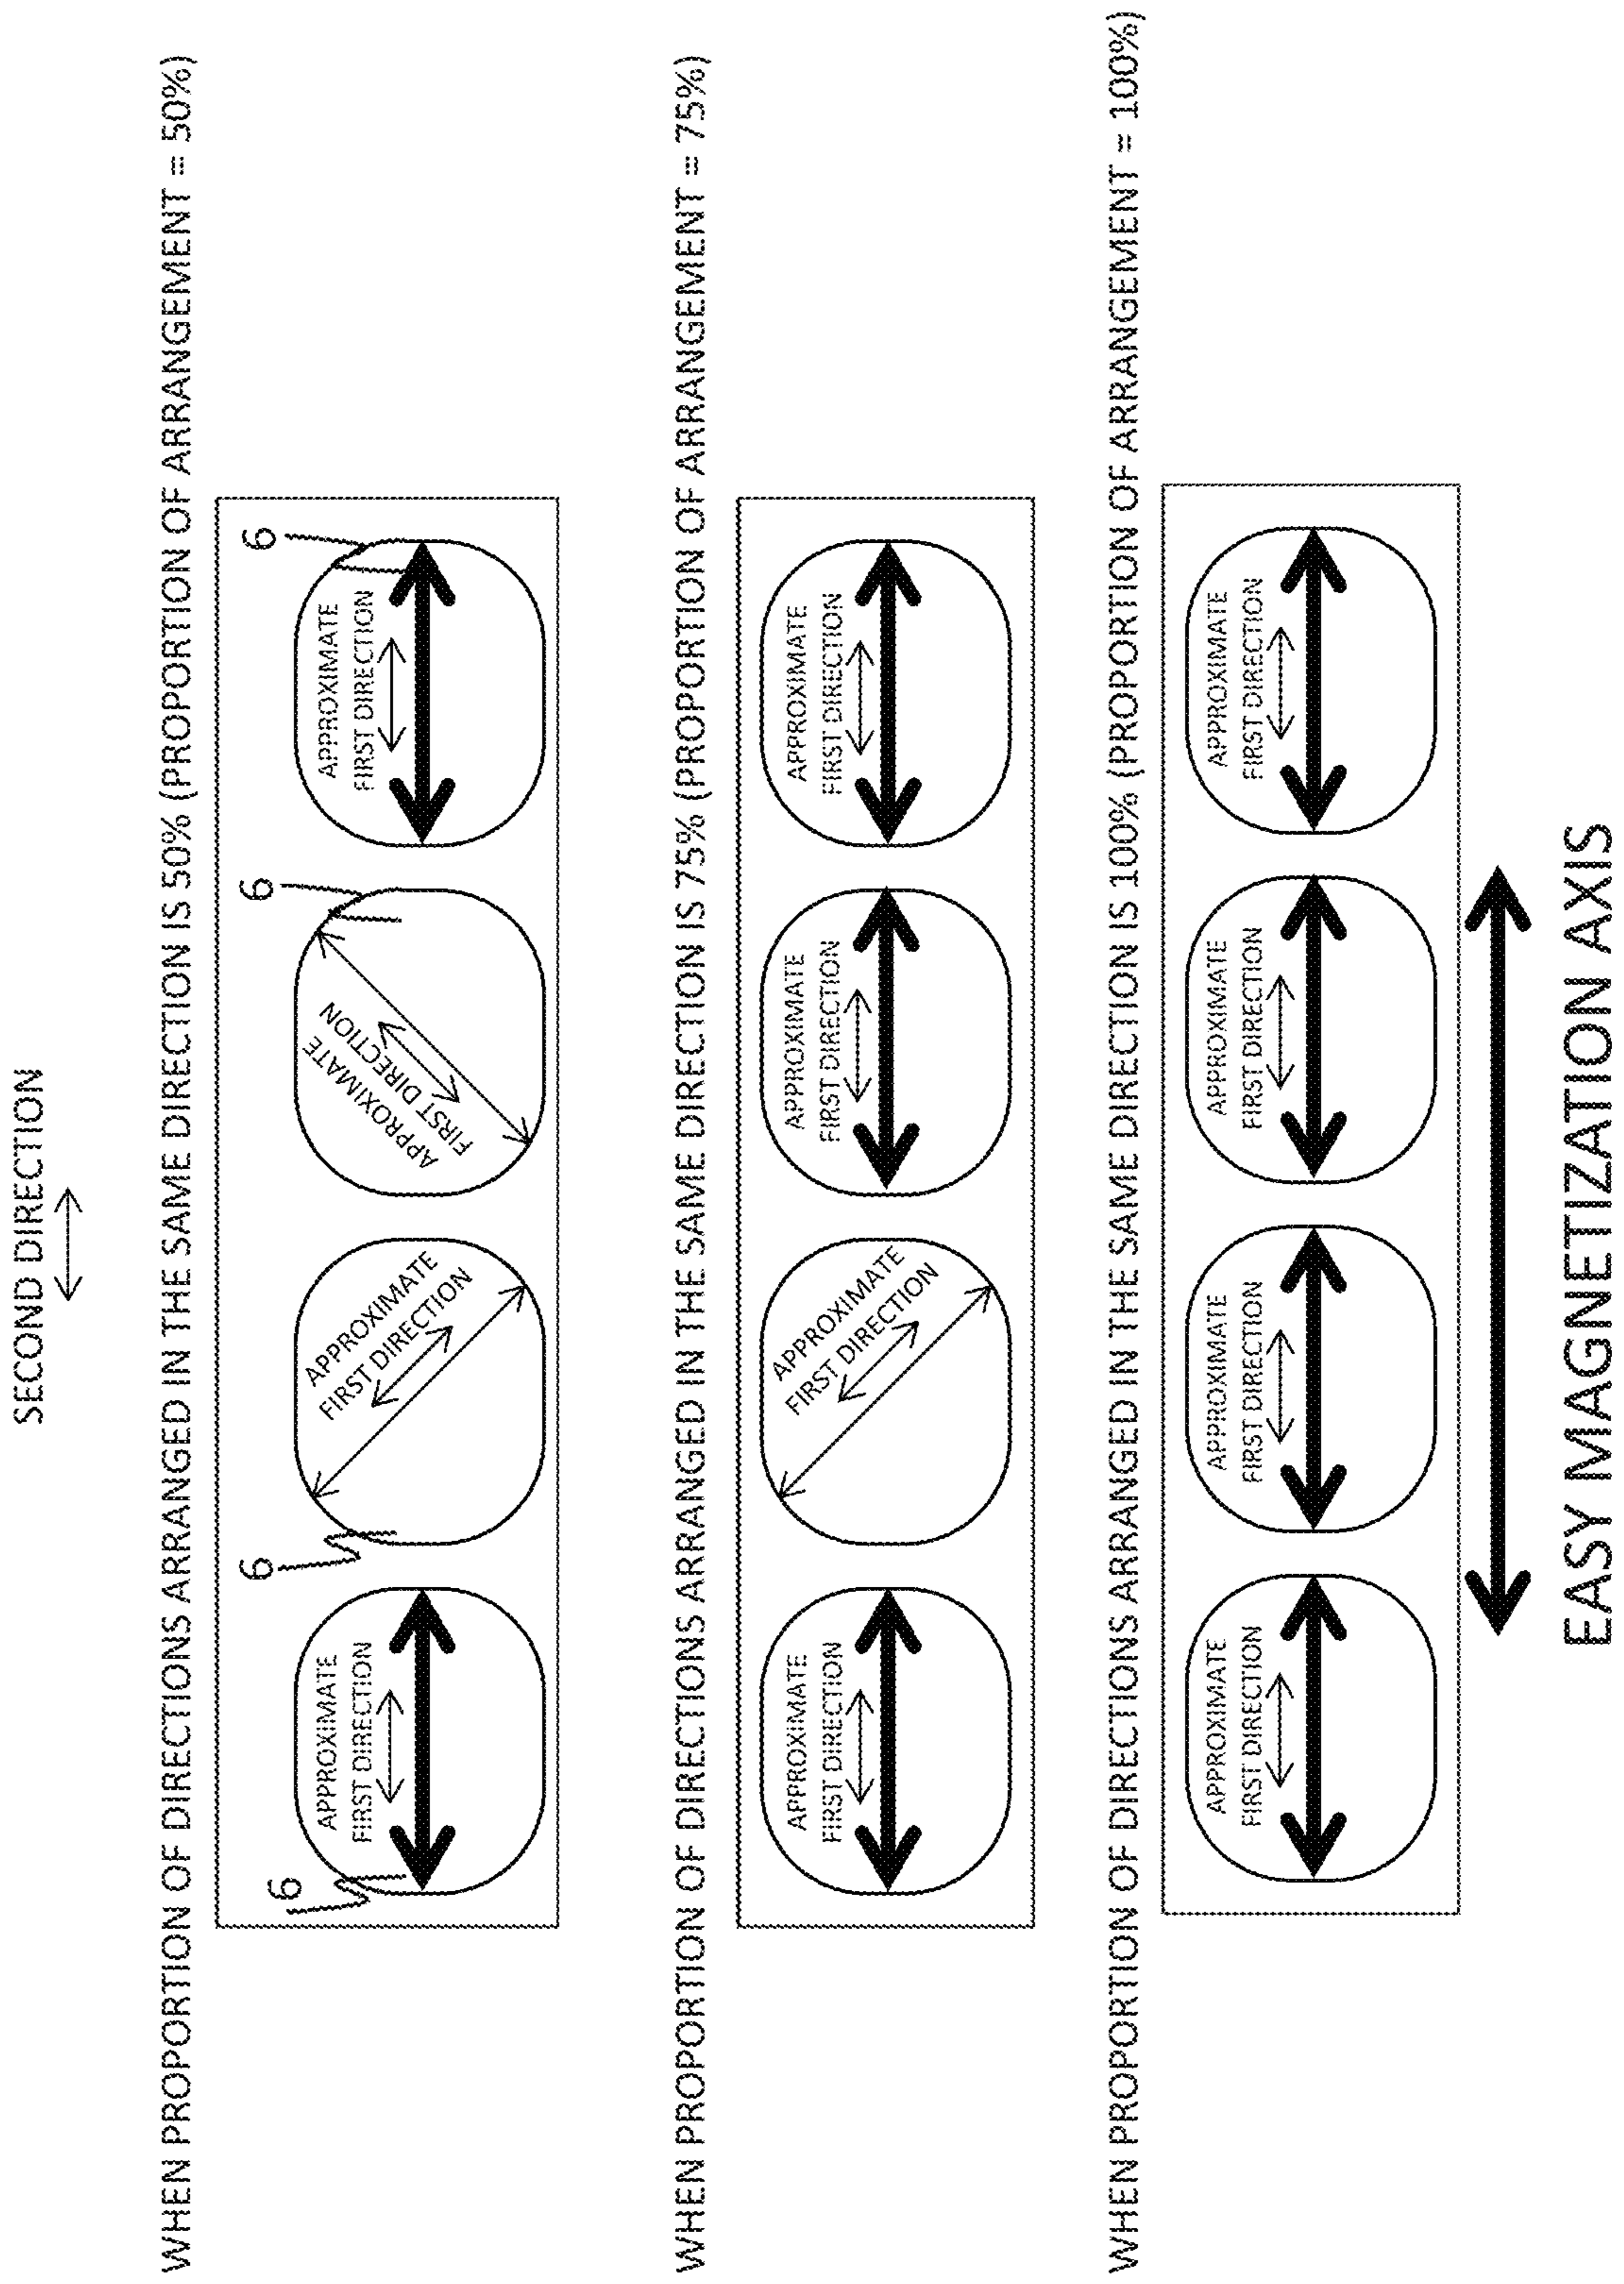 SECOND DIRECTION
WHEN PROPORTION OF DIRECTIONS ARRANGED IN THE SAME DIRECTION IS 50% (PROPORTION OF ARRANGEMENT = 50%)
6
APPROXIMATE
FIRST DIRECTION
6
APPROXIMATE
FIRST DIRECTION
6
APPROXIMATE
FIRST DIRECTION
6
APPROXIMATE
FIRST DIRECTION
WHEN PROPORTION OF DIRECTIONS ARRANGED IN THE SAME DIRECTION IS 75% (PROPORTION OF ARRANGEMENT = 75%)
APPROXIMATE
FIRST DIRECTION
APPROXIMATE
FIRST DIRECTION
APPROXIMATE
FIRST DIRECTION
APPROXIMATE
FIRST DIRECTION
WHEN PROPORTION OF DIRECTIONS ARRANGED IN THE SAME DIRECTION IS 100% (PROPORTION OF ARRANGEMENT = 100%)
APPROXIMATE
FIRST DIRECTION
APPROXIMATE
FIRST DIRECTION
APPROXIMATE
FIRST DIRECTION
APPROXIMATE
FIRST DIRECTION
EASY MAGNETIZATION AXIS